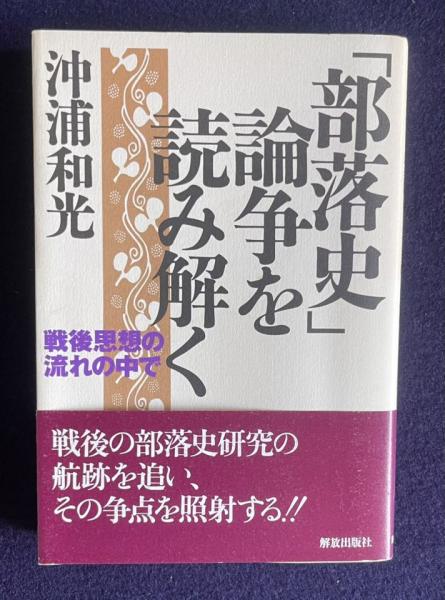 「部落史」
論争を
読み解く
沖浦和光
戦後思想の
流れの中で
戦後の部落史研究の
航跡を追い、
その争点を照射する!!
解放出版社